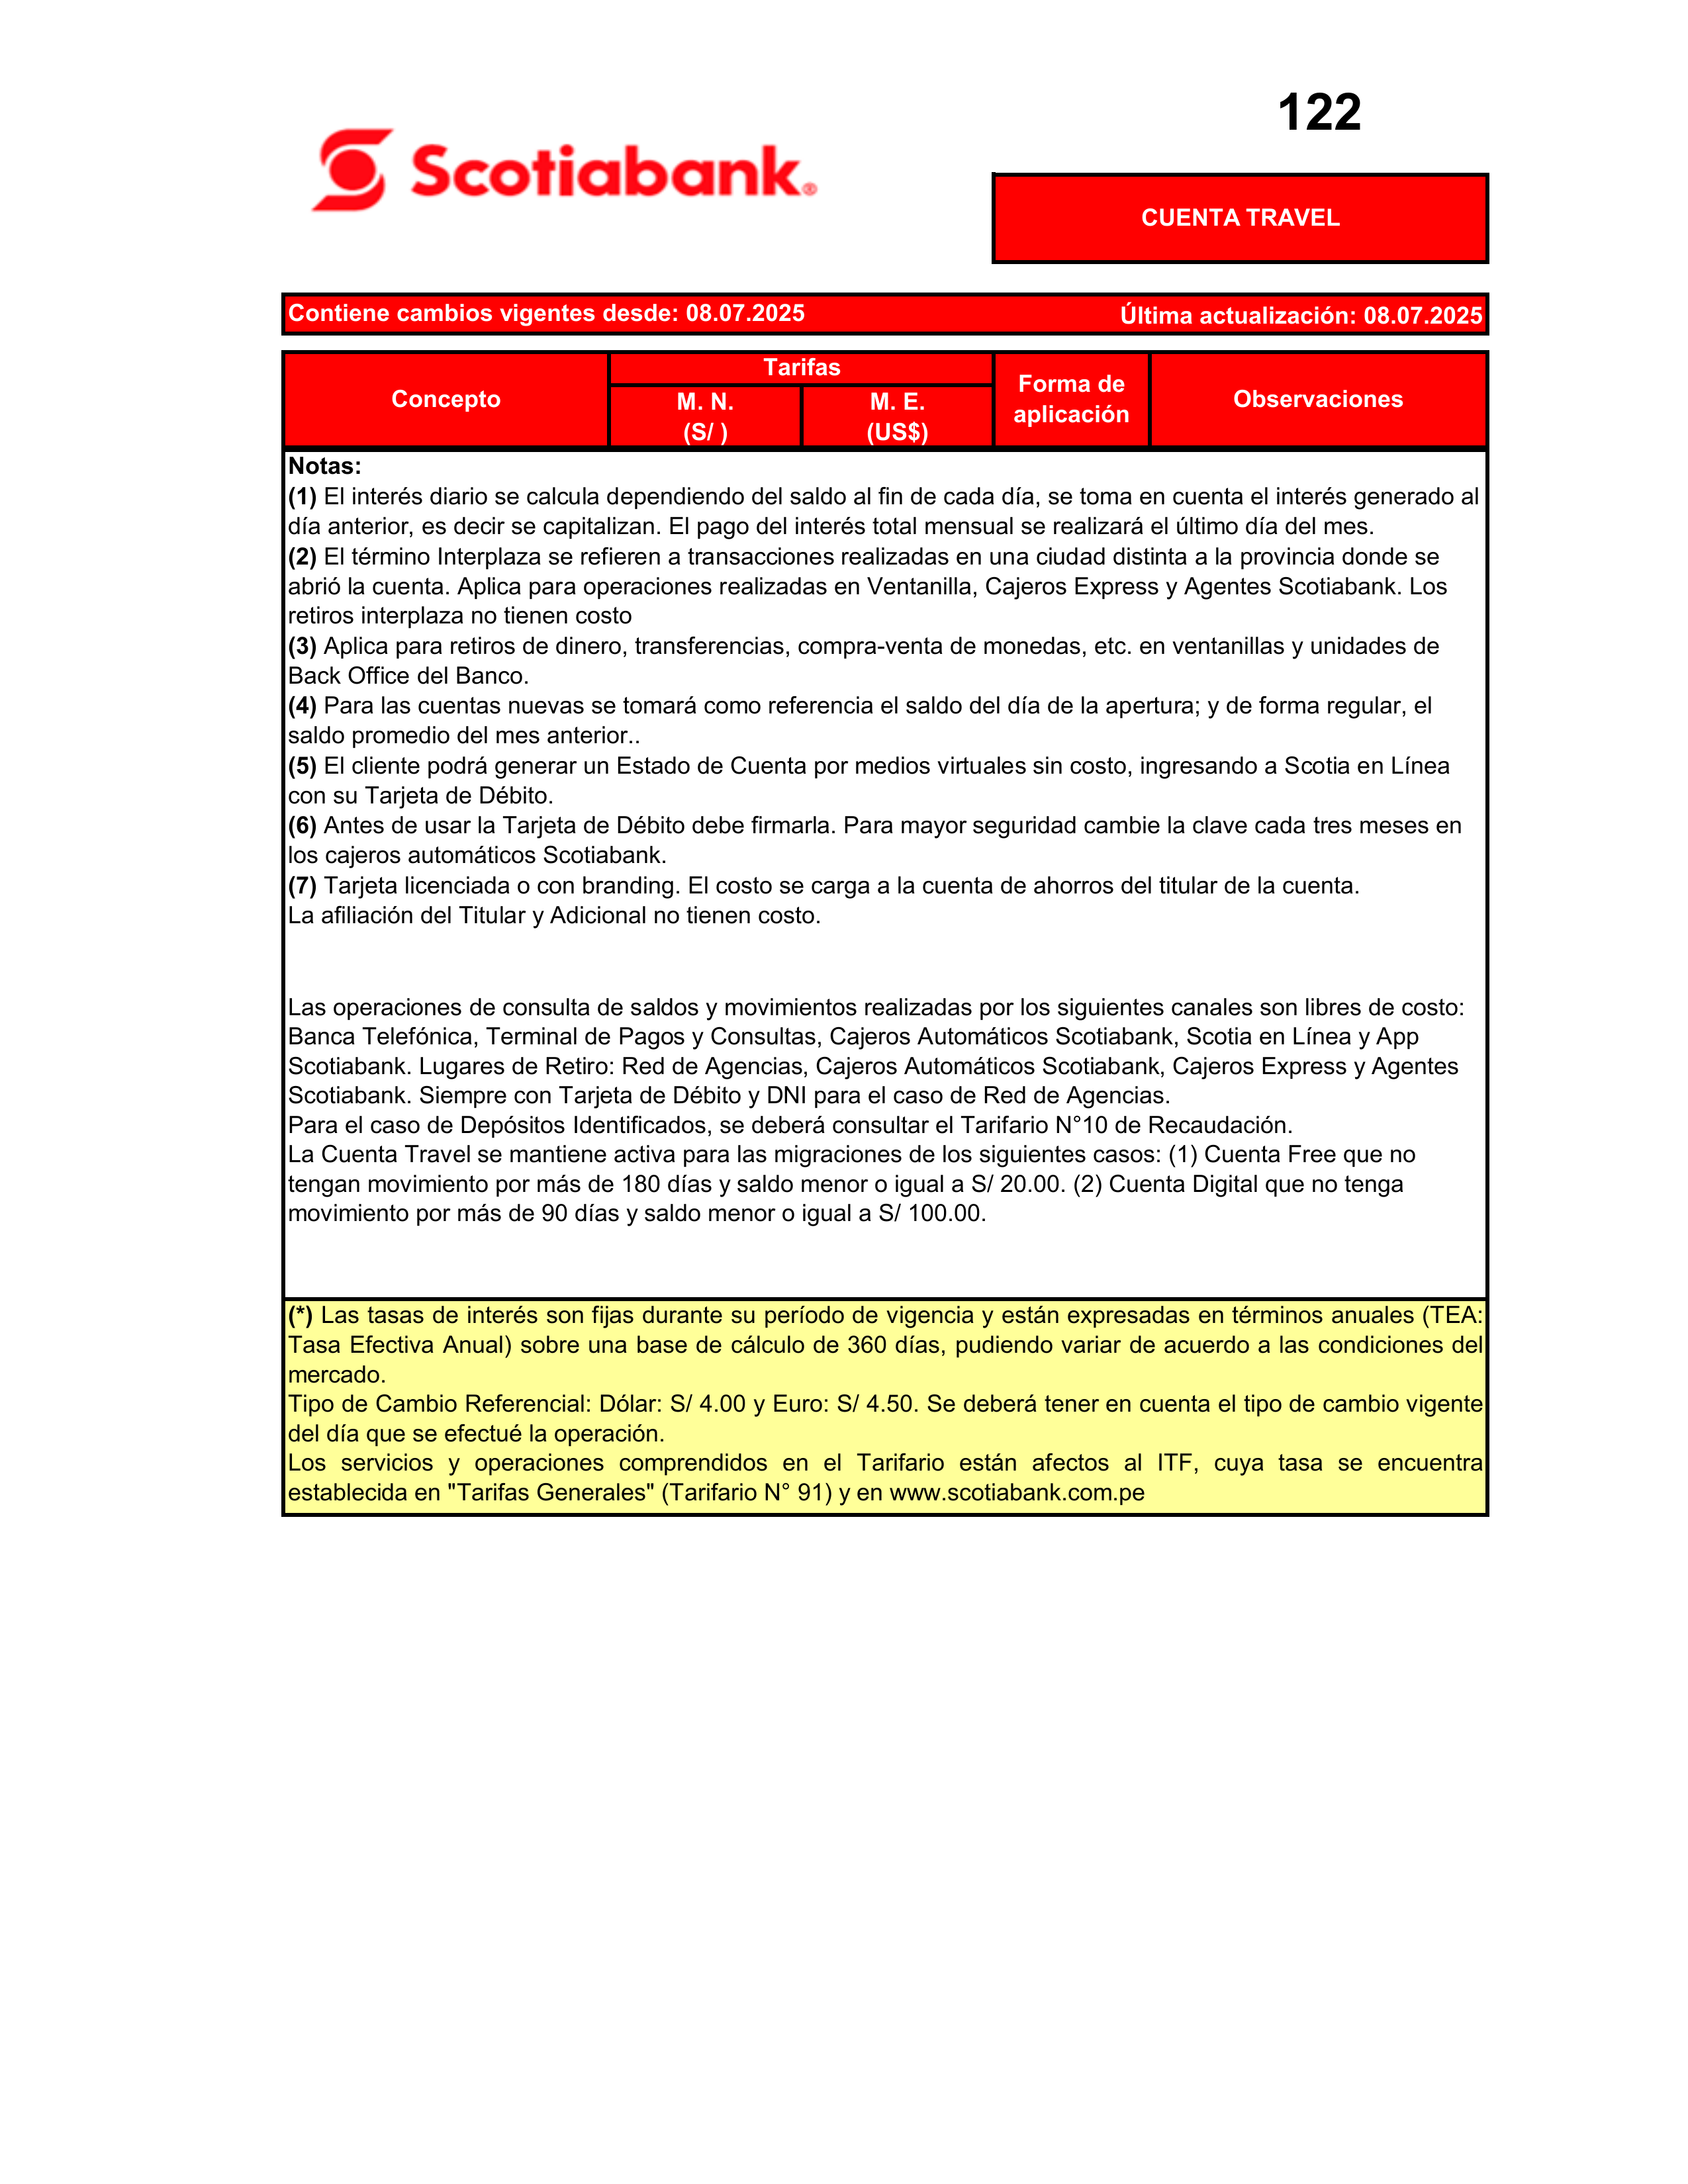 122
Scotiabank®
CUENTA TRAVEL
Contiene cambios vigentes desde: 08.07.2025 Última actualización: 08.07.2025
Concepto
Tarifas
M. N.
(S/ )
M. E.
(US$)
Forma de
aplicación
Observaciones
Notas:
(1) El interés diario se calcula dependiendo del saldo al fin de cada día, se toma en cuenta el interés generado al
día anterior, es decir se capitalizan. El pago del interés total mensual se realizará el último día del mes.
(2) El término Interplaza se refieren a transacciones realizadas en una ciudad distinta a la provincia donde se
abrió la cuenta. Aplica para operaciones realizadas en Ventanilla, Cajeros Express y Agentes Scotiabank. Los
retiros interplaza no tienen costo
(3) Aplica para retiros de dinero, transferencias, compra-venta de monedas, etc. en ventanillas y unidades de
Back Office del Banco.
(4) Para las cuentas nuevas se tomará como referencia el saldo del día de la apertura; y de forma regular, el
saldo promedio del mes anterior..
(5) El cliente podrá generar un Estado de Cuenta por medios virtuales sin costo, ingresando a Scotia en Línea
con su Tarjeta de Débito.
(6) Antes de usar la Tarjeta de Débito debe firmarla. Para mayor seguridad cambie la clave cada tres meses en
los cajeros automáticos Scotiabank.
(7) Tarjeta licenciada o con branding. El costo se carga a la cuenta de ahorros del titular de la cuenta.
La afiliación del Titular y Adicional no tienen costo.
Las operaciones de consulta de saldos y movimientos realizadas por los siguientes canales son libres de costo:
Banca Telefónica, Terminal de Pagos y Consultas, Cajeros Automáticos Scotiabank, Scotia en Línea y App
Scotiabank. Lugares de Retiro: Red de Agencias, Cajeros Automáticos Scotiabank, Cajeros Express y Agentes
Scotiabank. Siempre con Tarjeta de Débito y DNI para el caso de Red de Agencias.
Para el caso de Depósitos Identificados, se deberá consultar el Tarifario N°10 de Recaudación.
La Cuenta Travel se mantiene activa para las migraciones de los siguientes casos: (1) Cuenta Free que no
tengan movimiento por más de 180 días y saldo menor o igual a S/ 20.00. (2) Cuenta Digital que no tenga
movimiento por más de 90 días y saldo menor o igual a S/ 100.00.
(*) Las tasas de interés son fijas durante su período de vigencia y están expresadas en términos anuales (TEA:
Tasa Efectiva Anual) sobre una base de cálculo de 360 días, pudiendo variar de acuerdo a las condiciones del
mercado.
Tipo de Cambio Referencial: Dólar: S/ 4.00 y Euro: S/ 4.50. Se deberá tener en cuenta el tipo de cambio vigente
del día que se efectué la operación.
Los servicios y operaciones comprendidos en el Tarifario están afectos al ITF, cuya tasa se encuentra
establecida en "Tarifas Generales" (Tarifario N° 91) y en www.scotiabank.com.pe